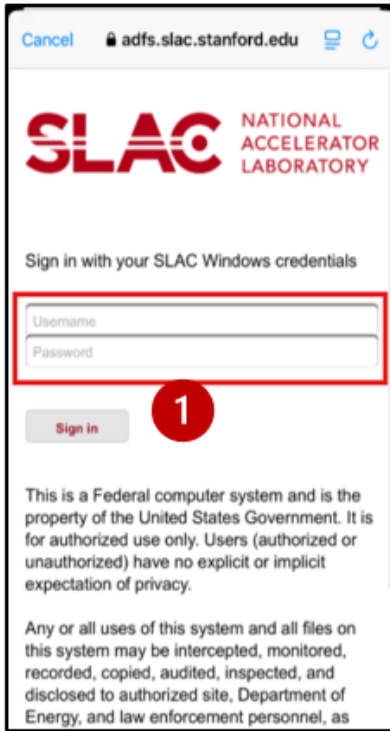 Cancel adfs.slac.stanford.edu
SLAC NATIONAL
ACCELERATOR
LABORATORY
Sign in with your SLAC Windows credentials
Username
Password
1
Sign in
This is a Federal computer system and is the
property of the United States Government. It is
for authorized use only. Users (authorized or
unauthorized) have no explicit or implicit
expectation of privacy.
Any or all uses of this system and all files on
this system may be intercepted, monitored,
recorded, copied, audited, inspected, and
disclosed to authorized site, Department of
Energy, and law enforcement personnel, as